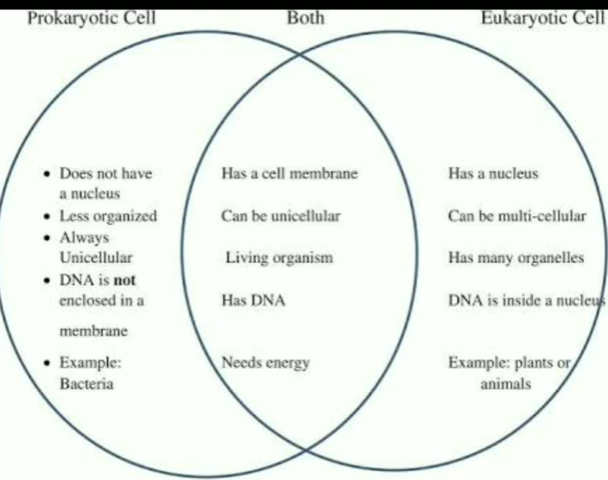 Prokaryotic Cell
Both
Eukaryotic Cell
• Does not have
a nucleus
• Less organized
• Always
Unicellular
• DNA is not
enclosed in a
membrane
• Example:
Bacteria
Has a cell membrane
Can be unicellular
Living organism
Has DNA
Needs energy
Has a nucleus
Can be multi-cellular
Has many organelles
DNA is inside a nucleus
Example: plants or
animals